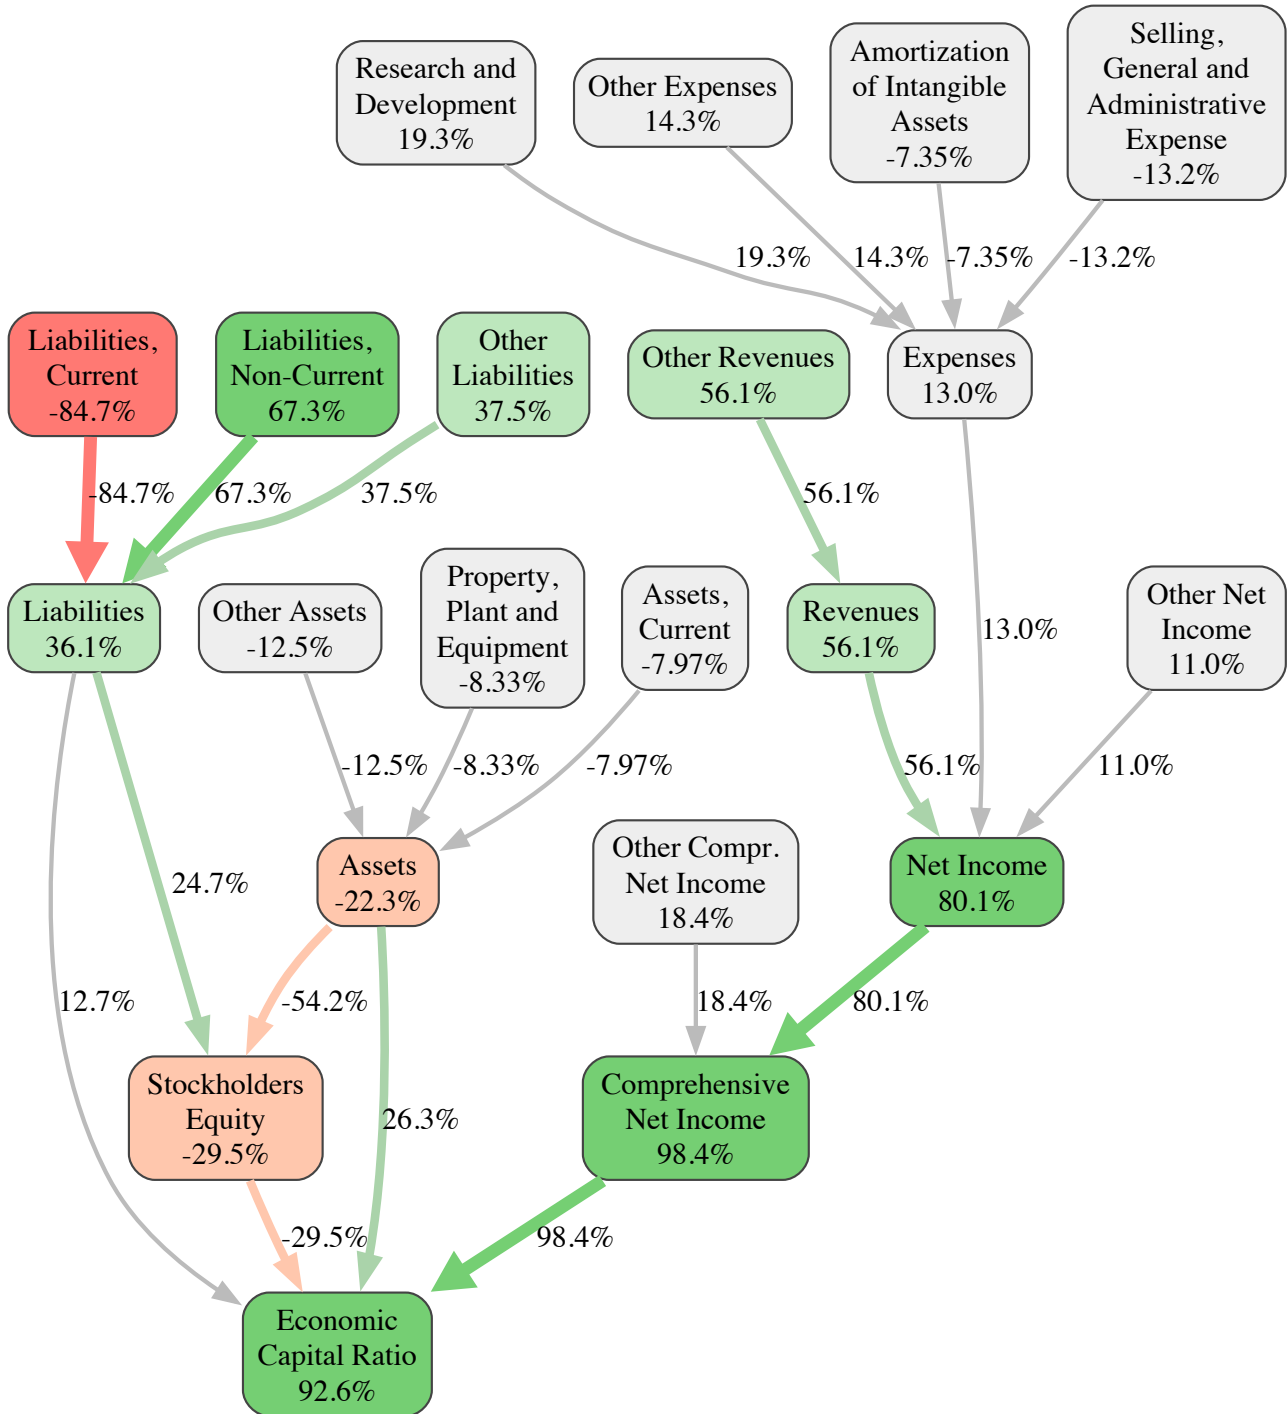 Research and
Development
19.3%
Other Expenses
14.3%
Amortization
of Intangible
Assets
-7.35%
Selling,
General and
Administrative
Expense
-13.2%
19.3%
14.3%
-7.35%
-13.2%
Liabilities,
Current
-84.7%
Liabilities,
Non-Current
67.3%
Other
Liabilities
37.5%
Other Revenues
56.1%
Expenses
13.0%
-84.7%
67.3%
37.5%
56.1%
Liabilities
36.1%
Other Assets
-12.5%
Property,
Plant and
Equipment
-8.33%
Assets,
Current
-7.97%
Revenues
56.1%
13.0%
Other Net
Income
11.0%
-12.5%
-8.33%
-7.97%
56.1%
11.0%
24.7%
Assets
-22.3%
Other Compr.
Net Income
18.4%
Net Income
80.1%
12.7%
-54.2%
18.4%
80.1%
Stockholders
Equity
-29.5%
26.3%
Comprehensive
Net Income
98.4%
-29.5%
98.4%
Economic
Capital Ratio
92.6%